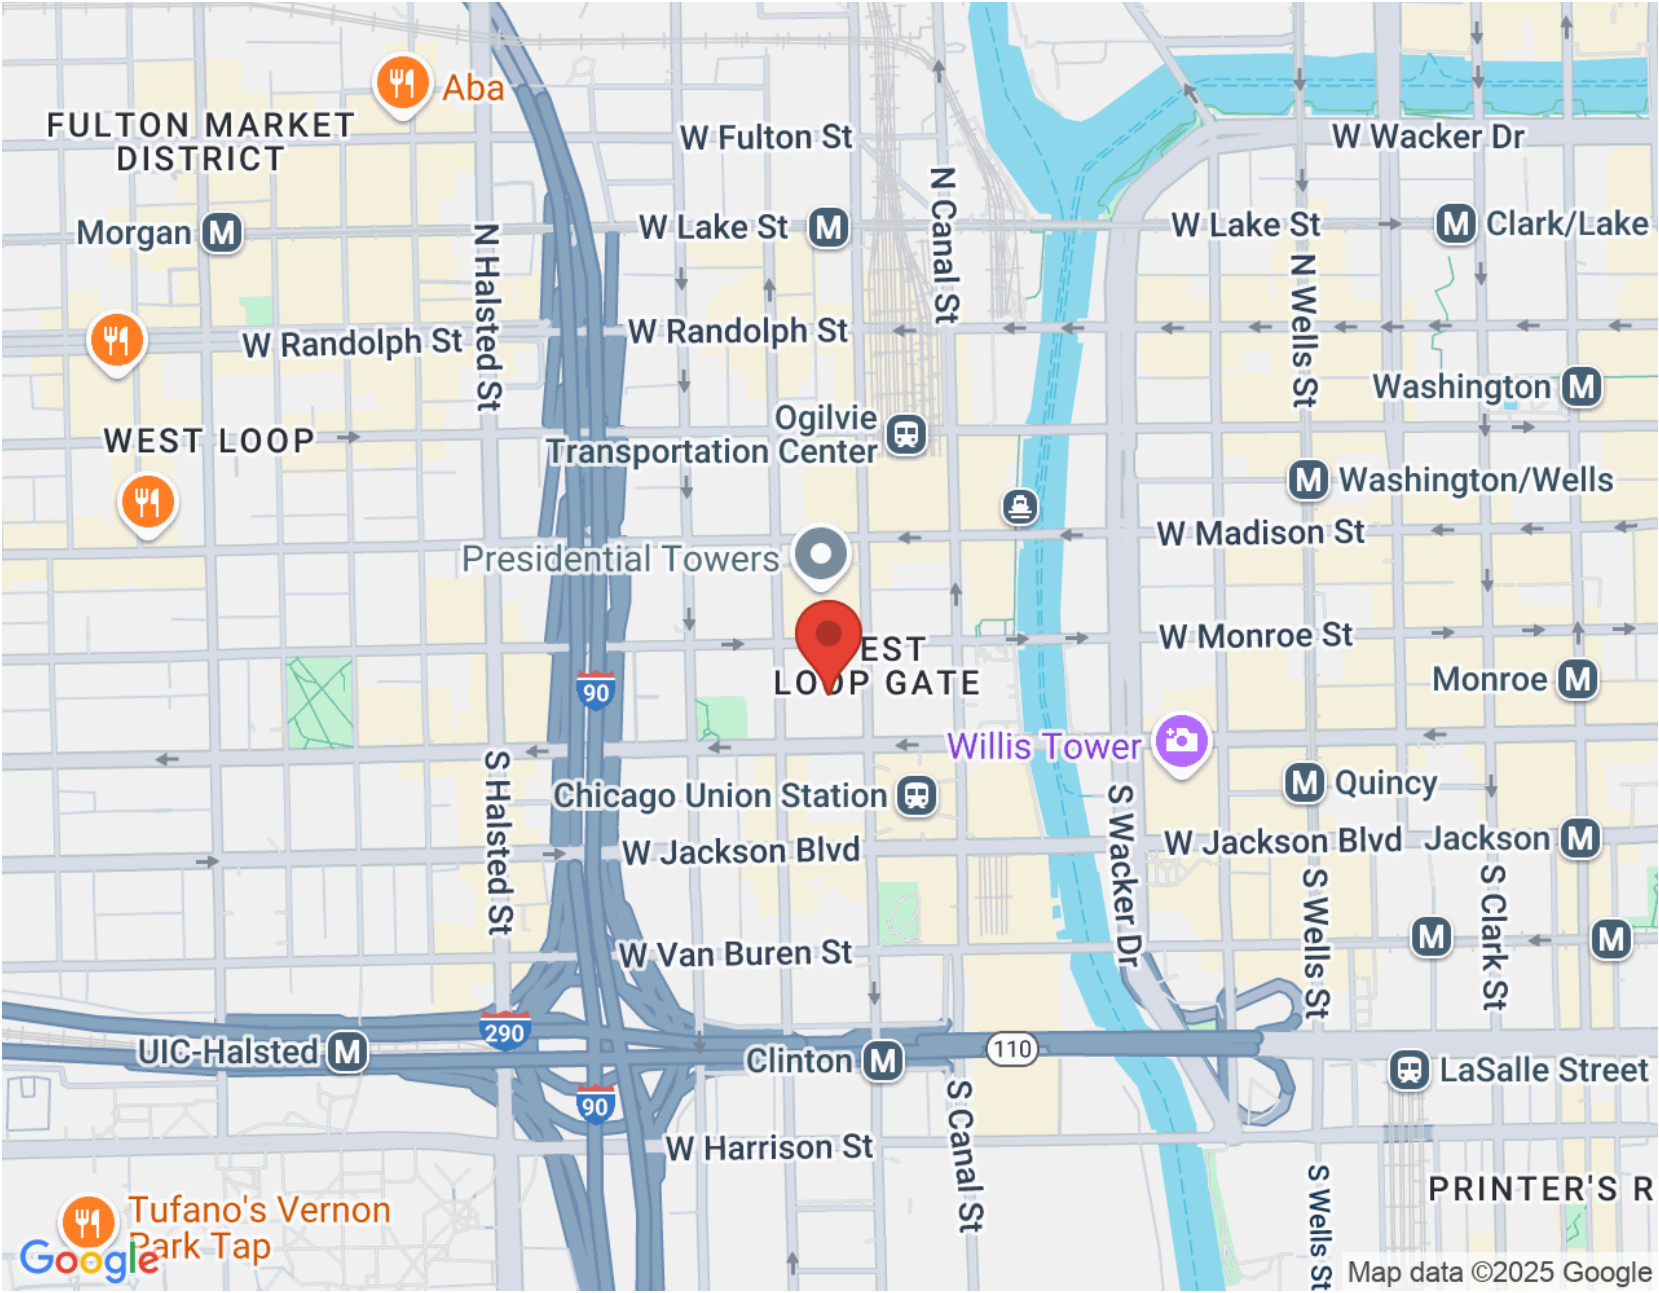 Aba
FULTON MARKET
DISTRICT
W Fulton St
W Wacker Dr
N Canal St
Morgan
M
N Halsted St
W Lake St
M
W Lake St
M
Clark/Lake
N Wells St
W Randolph St
W Randolph St
Washington
M
WEST LOOP
Ogilvie
Transportation Center
M
Washington/Wells
W Madison St
Presidential Towers
W Monroe St
EST
LOOP GATE
Monroe
M
90
Willis Tower
S Halsted St
Chicago Union Station
M
Quincy
S Wacker Dr
W Jackson Blvd
W Jackson Blvd
Jackson
M
S Wells St
S Clark St
M
M
W Van Buren St
290
UIC-Halsted
M
Clinton
M
110
LaSalle Street
90
S Canal St
W Harrison St
S Wells St
PRINTER'S R
Tufano's Vernon
Park Tap
Google
Map data ©2025 Google